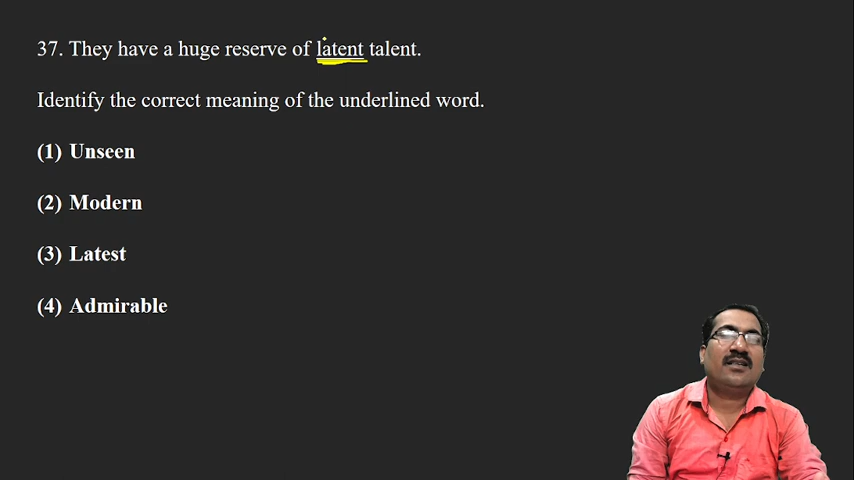 37. They have a huge reserve of latent talent.
Identify the correct meaning of the underlined word.
(1) Unseen
(2) Modern
(3) Latest
(4) Admirable